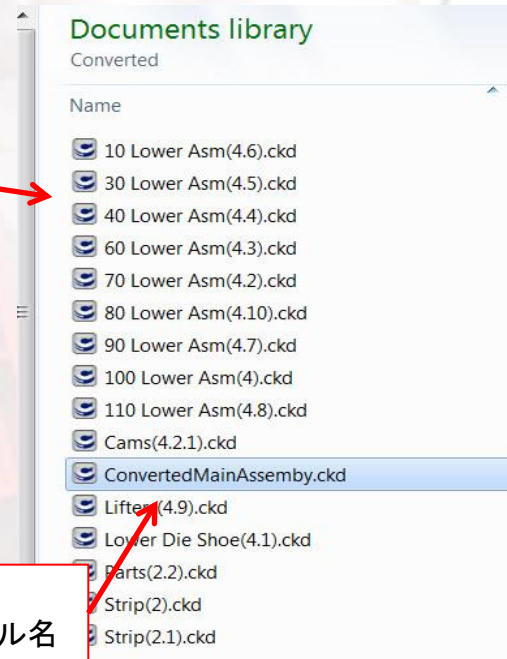 Documents library
Converted
Name
10 Lower Asm(4.6).ckd
30 Lower Asm(4.5).ckd
40 Lower Asm(4.4).ckd
60 Lower Asm(4.3).ckd
70 Lower Asm(4.2).ckd
80 Lower Asm(4.10).ckd
90 Lower Asm(4.7).ckd
100 Lower Asm(4).ckd
110 Lower Asm(4.8).ckd
Cams(4.2.1).ckd
ConvertedMainAssemby.ckd
(4.9).ckd
Lower Die Shoe(4.1).ckd
Parts(2.2).ckd
Strip(2).ckd
ル名
Strip(2.1).ckd